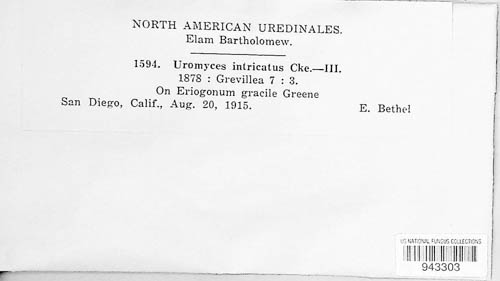 NORTH AMERICAN UREDINALES.
Elam Bartholomew.
1594. Uromyces intricatus Cke.—III.
1878 : Grevillea 7 : 3.
On Eriogonum gracile Greene
San Diego, Calif., Aug. 20, 1915. E. Bethel
US NATIONAL FUNGUS COLLECTIONS
943303